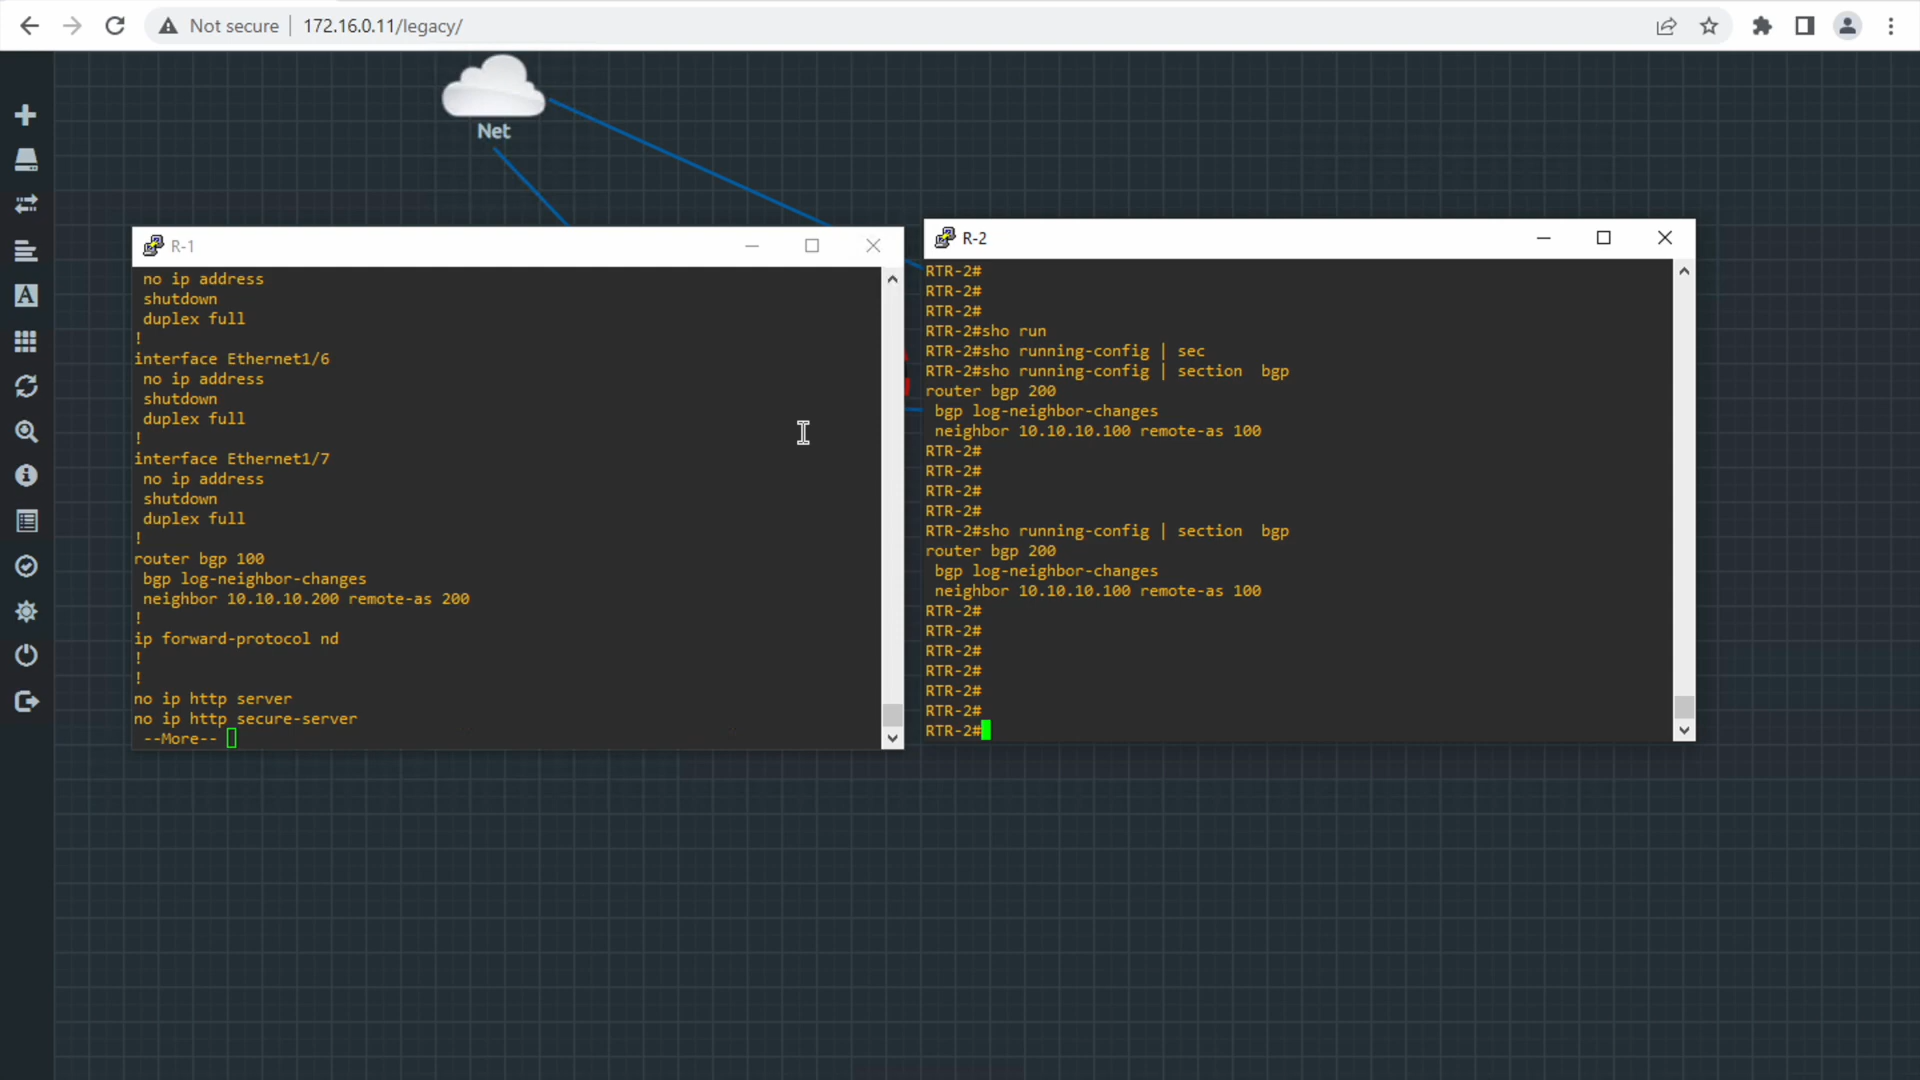 Not secure
172.16.0.11/legacy/
Net
R-1
no ip address
shutdown
duplex full
!
interface Ethernet1/6
no ip address
shutdown
duplex full
!
interface Ethernet1/7
no ip address
shutdown
duplex full
!
router bgp 100
bgp log-neighbor-changes
neighbor 10.10.10.200 remote-as 200
!
ip forward-protocol nd
!
!
no ip http server
no ip http secure-server
--More--
R-2
RTR-2#
RTR-2#
RTR-2#
RTR-2#sho run
RTR-2#sho running-config | sec
RTR-2#sho running-config | section  bgp
router bgp 200
bgp log-neighbor-changes
neighbor 10.10.10.100 remote-as 100
RTR-2#
RTR-2#
RTR-2#
RTR-2#
RTR-2#sho running-config | section  bgp
router bgp 200
bgp log-neighbor-changes
neighbor 10.10.10.100 remote-as 100
RTR-2#
RTR-2#
RTR-2#
RTR-2#
RTR-2#
RTR-2#
RTR-2#